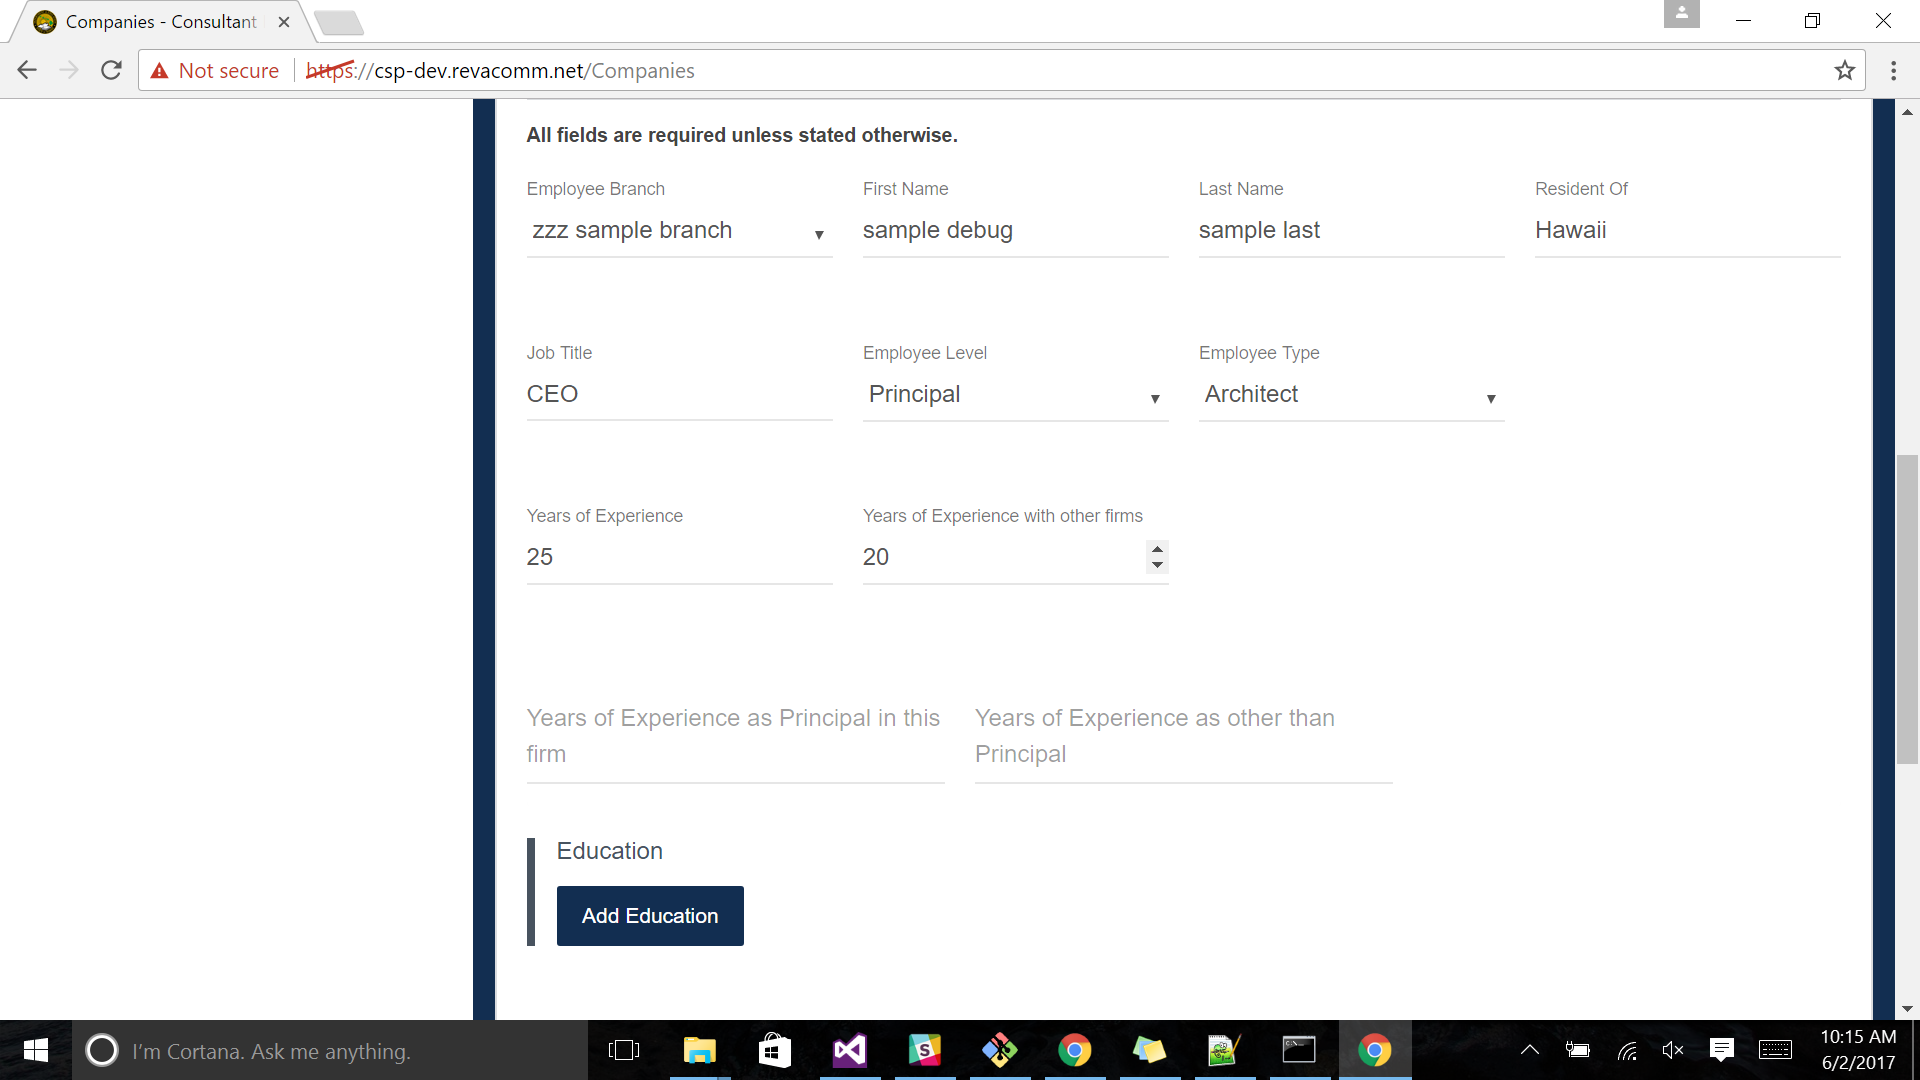 Companies - Consultant
Not secure https://csp-dev.revacomm.net/Companies
All fields are required unless stated otherwise.
Employee Branch First Name Last Name Resident Of
zzz sample branch sample debug sample last Hawaii
Job Title Employee Level Employee Type
CEO Principal Architect
Years of Experience Years of Experience with other firms
25 20
Years of Experience as Principal in this
firm
Years of Experience as other than
Principal
Education
Add Education
I'm Cortana. Ask me anything.
10:15 AM
6/2/2017